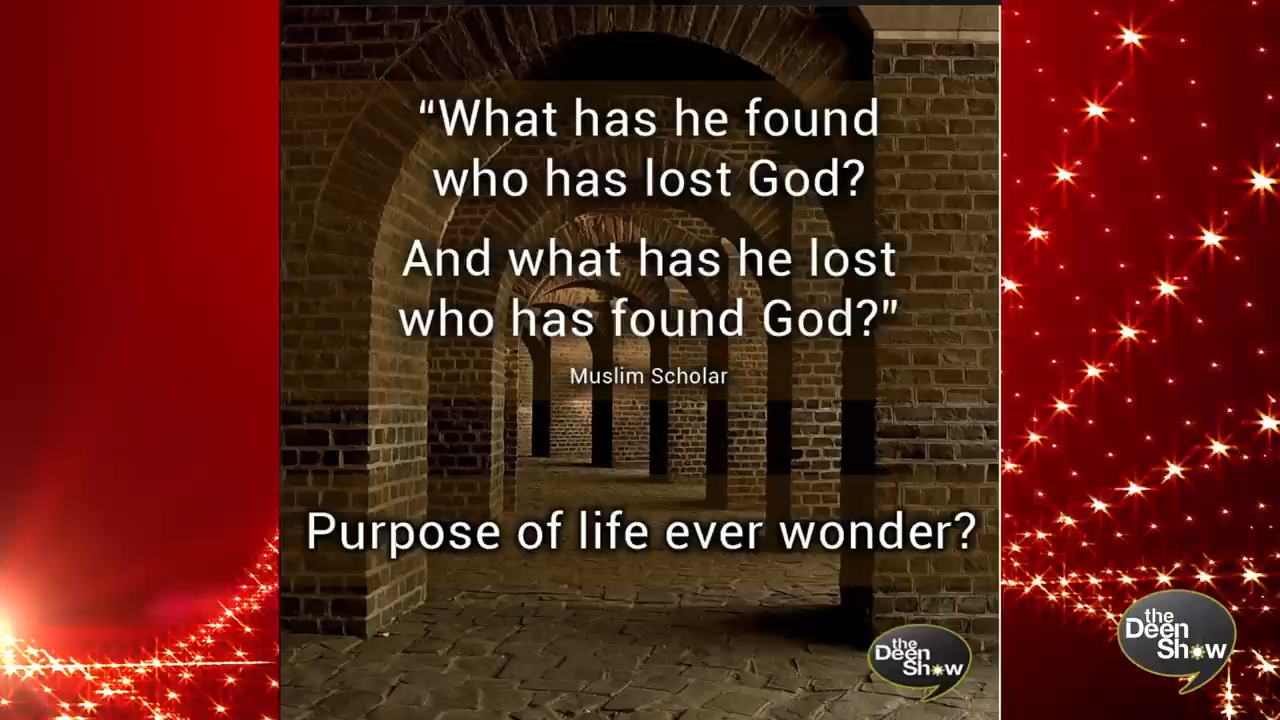 “What has he found
who has lost God?
And what has he lost
who has found God?”
Muslim Scholar
Purpose of life ever wonder?
the
Deen
Show
the
Deen
Show